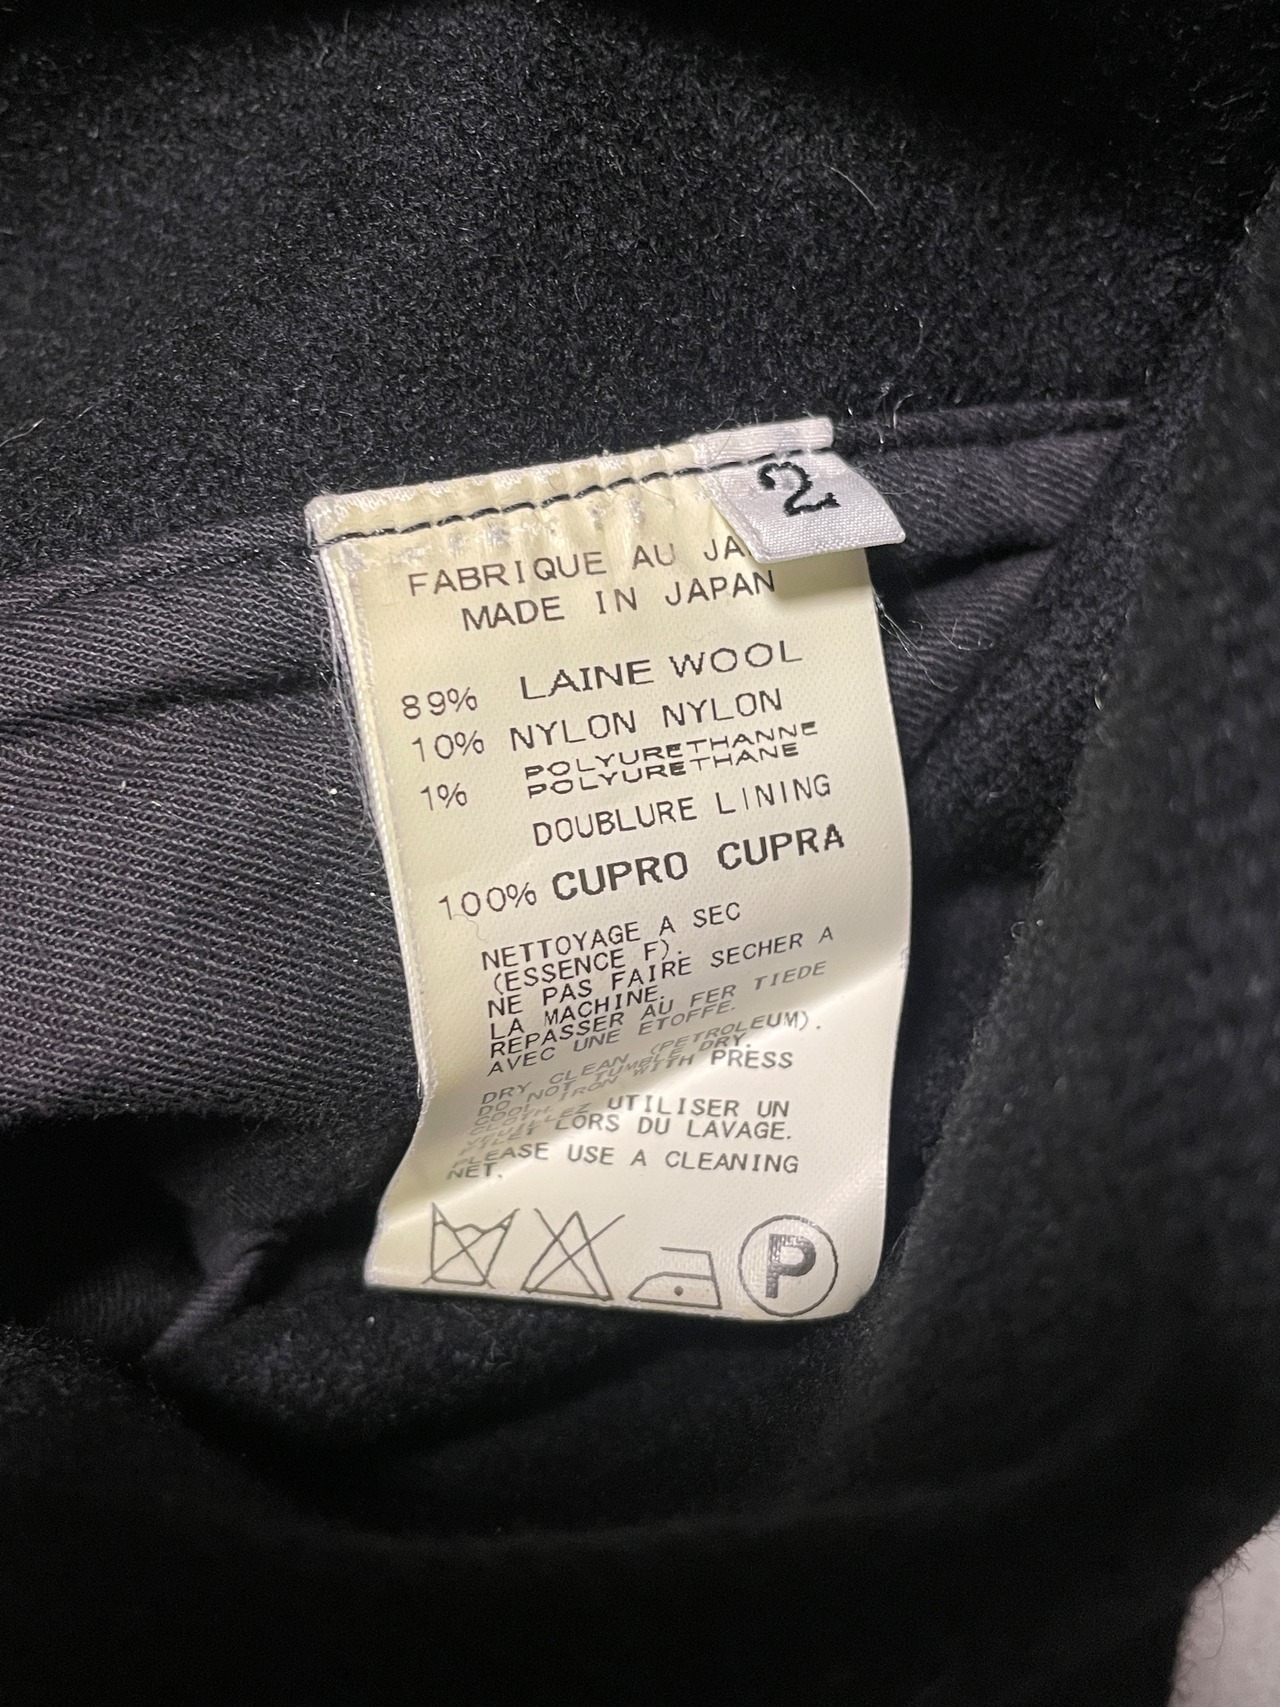 2
FABRIQUE AU JA
MADE IN JAPAN
89% LAINE WOOL
10% NYLON NYLON
1% POLYURETHANNE
POLYURETHANE
DOUBLURE LINING
100% CUPRO CUPRA
NETTOYAGE A SEC
(ESSENCE F).
NE PAS FAIRE SECHER A
LA MACHINE.
REPASSER AU FER TIEDE
AVEC UNE ETOFFE.
DRY CLEAN (PETROLEUM).
DO NOT TUMBLE DRY.
COOL IRON WITH PRESS
UTILISER UN
FILET LORS DU LAVAGE.
PLEASE USE A CLEANING
NET.
P